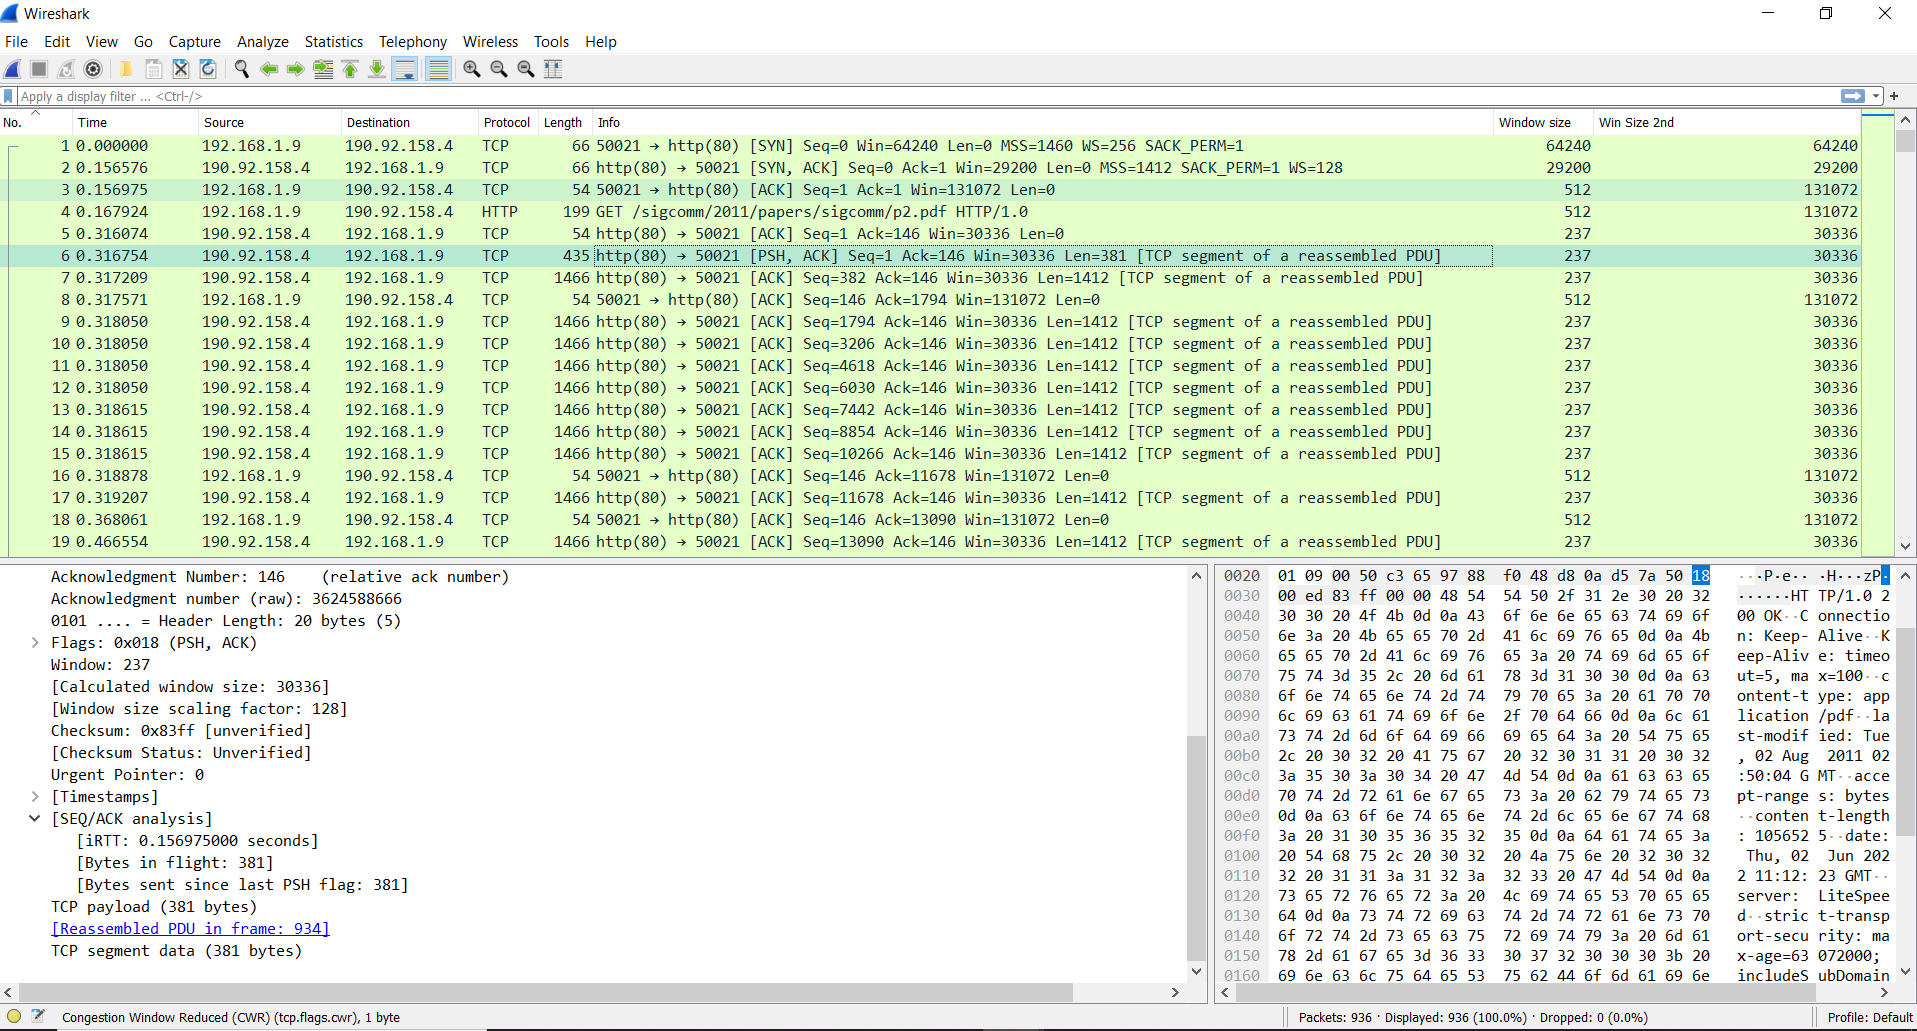 Wireshark
File Edit View Go Capture Analyze Statistics Telephony Wireless Tools Help
Apply a display filter ... <Ctrl-/>
No. Time Source Destination Protocol Length Info Window size Win Size 2nd
1 0.000000 192.168.1.9 190.92.158.4 TCP 66 50021 → http(80) [SYN] Seq=0 Win=64240 Len=0 MSS=1460 WS=256 SACK_PERM=1 64240 64240
2 0.156576 190.92.158.4 192.168.1.9 TCP 66 http(80) → 50021 [SYN, ACK] Seq=0 Ack=1 Win=29200 Len=0 MSS=1412 SACK_PERM=1 WS=128 29200 29200
3 0.156975 192.168.1.9 190.92.158.4 TCP 54 50021 → http(80) [ACK] Seq=1 Ack=1 Win=131072 Len=0 512 131072
4 0.167924 192.168.1.9 190.92.158.4 HTTP 199 GET /sigcomm/2011/papers/sigcomm/p2.pdf HTTP/1.0 512 131072
5 0.316074 190.92.158.4 192.168.1.9 TCP 54 http(80) → 50021 [ACK] Seq=1 Ack=146 Win=30336 Len=0 237 30336
6 0.316754 190.92.158.4 192.168.1.9 TCP 435 http(80) → 50021 [PSH, ACK] Seq=1 Ack=146 Win=30336 Len=381 [TCP segment of a reassembled PDU] 237 30336
7 0.317209 190.92.158.4 192.168.1.9 TCP 1466 http(80) → 50021 [ACK] Seq=382 Ack=146 Win=30336 Len=1412 [TCP segment of a reassembled PDU] 237 30336
8 0.317571 192.168.1.9 190.92.158.4 TCP 54 50021 → http(80) [ACK] Seq=146 Ack=1794 Win=131072 Len=0 512 131072
9 0.318050 190.92.158.4 192.168.1.9 TCP 1466 http(80) → 50021 [ACK] Seq=1794 Ack=146 Win=30336 Len=1412 [TCP segment of a reassembled PDU] 237 30336
10 0.318050 190.92.158.4 192.168.1.9 TCP 1466 http(80) → 50021 [ACK] Seq=3206 Ack=146 Win=30336 Len=1412 [TCP segment of a reassembled PDU] 237 30336
11 0.318050 190.92.158.4 192.168.1.9 TCP 1466 http(80) → 50021 [ACK] Seq=4618 Ack=146 Win=30336 Len=1412 [TCP segment of a reassembled PDU] 237 30336
12 0.318050 190.92.158.4 192.168.1.9 TCP 1466 http(80) → 50021 [ACK] Seq=6030 Ack=146 Win=30336 Len=1412 [TCP segment of a reassembled PDU] 237 30336
13 0.318615 190.92.158.4 192.168.1.9 TCP 1466 http(80) → 50021 [ACK] Seq=7442 Ack=146 Win=30336 Len=1412 [TCP segment of a reassembled PDU] 237 30336
14 0.318615 190.92.158.4 192.168.1.9 TCP 1466 http(80) → 50021 [ACK] Seq=8854 Ack=146 Win=30336 Len=1412 [TCP segment of a reassembled PDU] 237 30336
15 0.318615 190.92.158.4 192.168.1.9 TCP 1466 http(80) → 50021 [ACK] Seq=10266 Ack=146 Win=30336 Len=1412 [TCP segment of a reassembled PDU] 237 30336
16 0.318878 192.168.1.9 190.92.158.4 TCP 54 50021 → http(80) [ACK] Seq=146 Ack=11678 Win=131072 Len=0 512 131072
17 0.319207 190.92.158.4 192.168.1.9 TCP 1466 http(80) → 50021 [ACK] Seq=11678 Ack=146 Win=30336 Len=1412 [TCP segment of a reassembled PDU] 237 30336
18 0.368061 192.168.1.9 190.92.158.4 TCP 54 50021 → http(80) [ACK] Seq=146 Ack=13090 Win=131072 Len=0 512 131072
19 0.466554 190.92.158.4 192.168.1.9 TCP 1466 http(80) → 50021 [ACK] Seq=13090 Ack=146 Win=30336 Len=1412 [TCP segment of a reassembled PDU] 237 30336
Acknowledgment Number: 146 (relative ack number)
Acknowledgment number (raw): 3624588666
0101 .... = Header Length: 20 bytes (5)
Flags: 0x018 (PSH, ACK)
Window: 237
[Calculated window size: 30336]
[Window size scaling factor: 128]
Checksum: 0x83ff [unverified]
[Checksum Status: Unverified]
Urgent Pointer: 0
[Timestamps]
[SEQ/ACK analysis]
[iRTT: 0.156975000 seconds]
[Bytes in flight: 381]
[Bytes sent since last PSH flag: 381]
TCP payload (381 bytes)
[Reassembled PDU in frame: 934]
TCP segment data (381 bytes)
0020 01 09 00 50 c3 65 97 88 f0 48 d8 0a d5 7a 50 18 ···P·e·· ·H···zP·
0030 00 ed 83 ff 00 00 48 54 54 50 2f 31 2e 30 20 32 ······HT TP/1.0 2
0040 30 30 20 4f 4b 0d 0a 43 6f 6e 6e 65 63 74 69 6f 00 OK··C onnectio
0050 6e 3a 20 4b 65 65 70 2d 41 6c 69 76 65 0d 0a 4b n: Keep- Alive··K
0060 65 65 70 2d 41 6c 69 76 65 3a 20 74 69 6d 65 6f eep-Aliv e: timeo
0070 75 74 3d 35 2c 20 6d 61 78 3d 31 30 30 0d 0a 63 ut=5, ma x=100··c
0080 6f 6e 74 65 6e 74 2d 74 79 70 65 3a 20 61 70 70 ontent-t ype: app
0090 6c 69 63 61 74 69 6f 6e 2f 70 64 66 0d 0a 6c 61 lication /pdf··la
00a0 73 74 2d 6d 6f 64 69 66 69 65 64 3a 20 54 75 65 st-modif ied: Tue
00b0 2c 20 30 32 20 41 75 67 20 32 30 31 31 20 30 32 , 02 Aug 2011 02
00c0 3a 35 30 3a 30 34 20 47 4d 54 0d 0a 61 63 63 65 :50:04 G MT··acce
00d0 70 74 2d 72 61 6e 67 65 73 3a 20 62 79 74 65 73 pt-range s: bytes
00e0 0d 0a 63 6f 6e 74 65 6e 74 2d 6c 65 6e 67 74 68 ··conten t-length
00f0 3a 20 31 30 35 36 35 32 35 0d 0a 64 61 74 65 3a : 105652 5··date:
0100 20 54 68 75 2c 20 30 32 20 4a 75 6e 20 32 30 32 Thu, 02 Jun 202
0110 32 20 31 31 3a 31 32 3a 32 33 20 47 4d 54 0d 0a 2 11:12: 23 GMT··
0120 73 65 72 76 65 72 3a 20 4c 69 74 65 53 70 65 65 server: LiteSpee
0130 64 0d 0a 73 74 72 69 63 74 2d 74 72 61 6e 73 70 d··stric t-transp
0140 6f 72 74 2d 73 65 63 75 72 69 74 79 3a 20 6d 61 ort-secu rity: ma
0150 78 2d 61 67 65 3d 36 33 30 37 32 30 30 30 3b 20 x-age=63 072000;
0160 69 6e 63 6c 75 64 65 53 75 62 44 6f 6d 61 69 6e includeS ubDomain
Congestion Window Reduced (CWR) (tcp.flags.cwr), 1 byte
Packets: 936 · Displayed: 936 (100.0%) · Dropped: 0 (0.0%)
Profile: Default